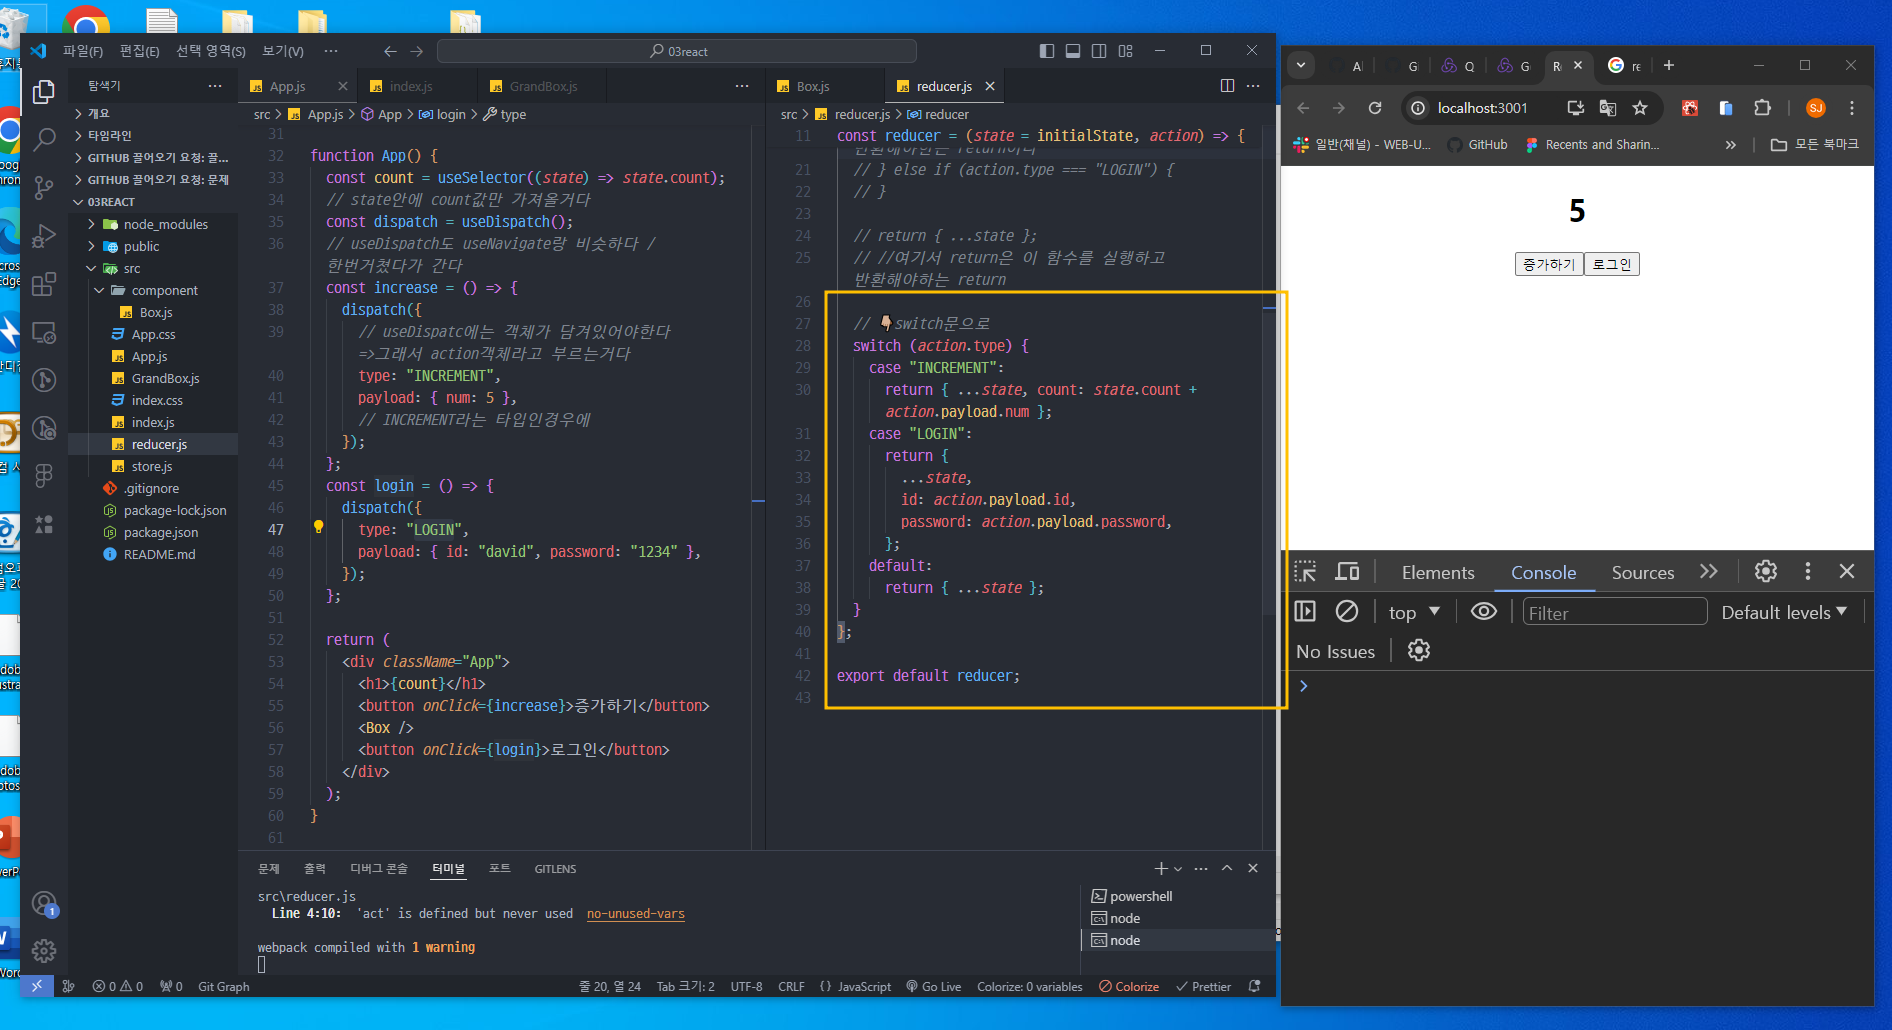 파일(F) 편집(E) 선택 영역(S) 보기(V) ··· 03react
탐색기
개요
타임라인
GITHUB 끌어오기 요청: 끌...
GITHUB 끌어오기 요청: 문제
03REACT
node_modules
public
src
component
Box.js
App.css
App.js
GrandBox.js
index.css
index.js
reducer.js
store.js
.gitignore
package-lock.json
package.json
README.md
App.js index.js GrandBox.js
src > App.js > App > login > type
31
32 function App() {
33 const count = useSelector((state) => state.count);
34 // state안에 count값만 가져올거다
35 const dispatch = useDispatch();
36 // useDispatch도 useNavigate랑 비슷하다 /
한번거쳤다가 간다
37 const increase = () => {
38 dispatch({
39 // useDispatc에는 객체가 담겨있어야한다
=>그래서 action객체라고 부르는거다
40 type: "INCREMENT",
41 payload: { num: 5 },
42 // INCREMENT라는 타입인경우에
43 });
44 };
45 const login = () => {
46 dispatch({
47 type: "LOGIN",
48 payload: { id: "david", password: "1234" },
49 });
50 };
51
52 return (
53 <div className="App">
54 <h1>{count}</h1>
55 <button onClick={increase}>증가하기</button>
56 <Box />
57 <button onClick={login}>로그인</button>
58 </div>
59 );
60 }
61
Box.js reducer.js
src > reducer.js > reducer
11 const reducer = (state = initialState, action) => {
21 // } else if (action.type === "LOGIN") {
22 // }
23
24 // return { ...state };
25 // //여기서 return은 이 함수를 실행하고
반환해야하는 return
26
27 // 👇switch문으로
28 switch (action.type) {
29 case "INCREMENT":
30 return { ...state, count: state.count +
action.payload.num };
31 case "LOGIN":
32 return {
33 ...state,
34 id: action.payload.id,
35 password: action.payload.password,
36 };
37 default:
38 return { ...state };
39 }
40 };
41
42 export default reducer;
43
문제 출력 디버그 콘솔 터미널 포트 GITLENS
src\reducer.js
Line 4:10: 'act' is defined but never used no-unused-vars
webpack compiled with 1 warning
powershell
node
node
0 0 0 Git Graph 줄 20, 열 24 Tab 크기: 2 UTF-8 CRLF {} JavaScript Go Live Colorize: 0 variables Colorize Prettier
localhost:3001 SJ
일반(채널) - WEB-U... GitHub Recents and Sharin... » 모든 북마크
5
증가하기 로그인
Elements Console Sources
top Filter Default levels
No Issues